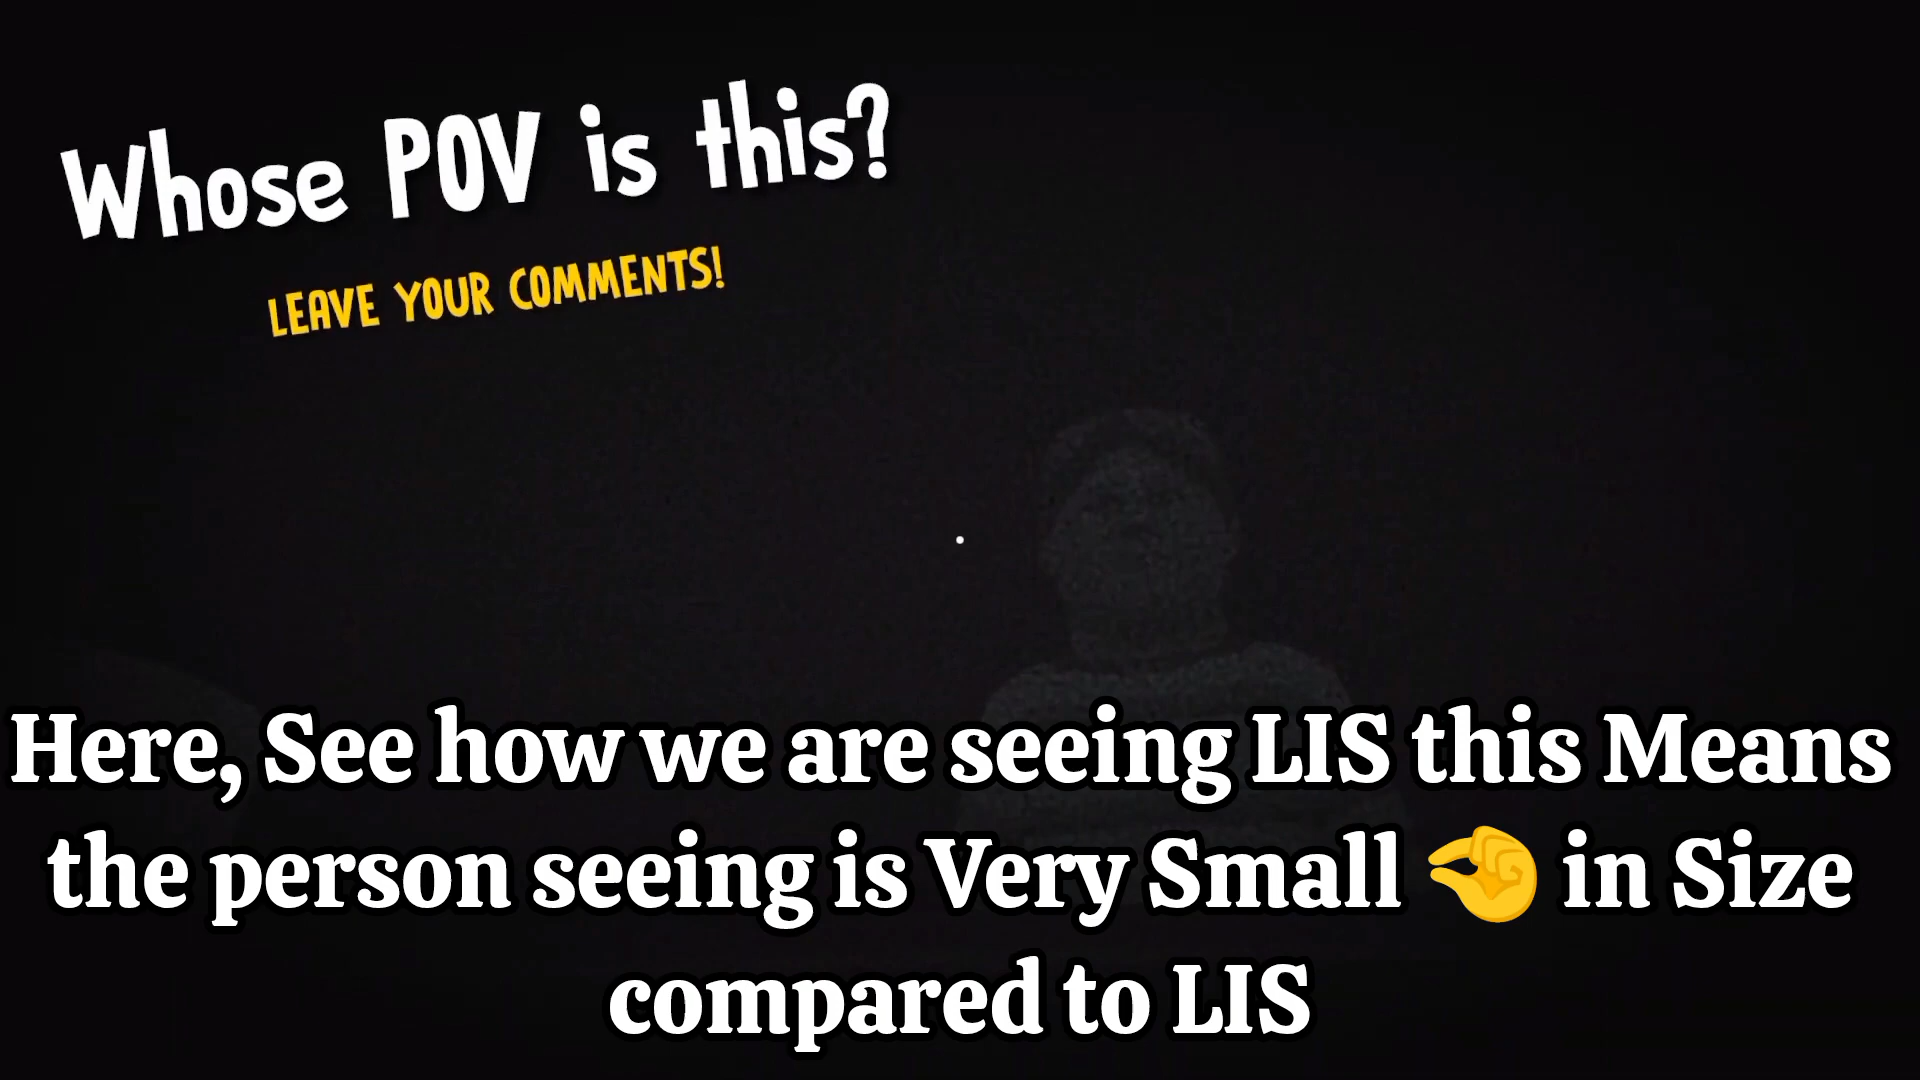 Whose POV is this?
LEAVE YOUR COMMENTS!
Here, See how we are seeing LIS this Means
the person seeing is Very Small 🤏 in Size
compared to LIS